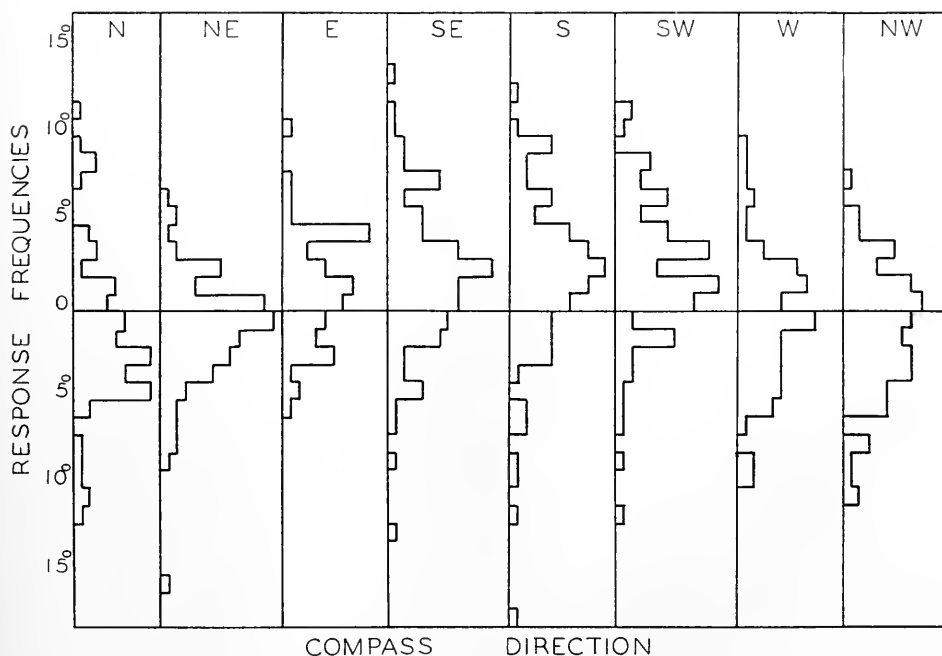 N NE E SE S SW W NW
15°
10°
5°
0
5°
10°
15°
RESPONSE FREQUENCIES
COMPASS DIRECTION